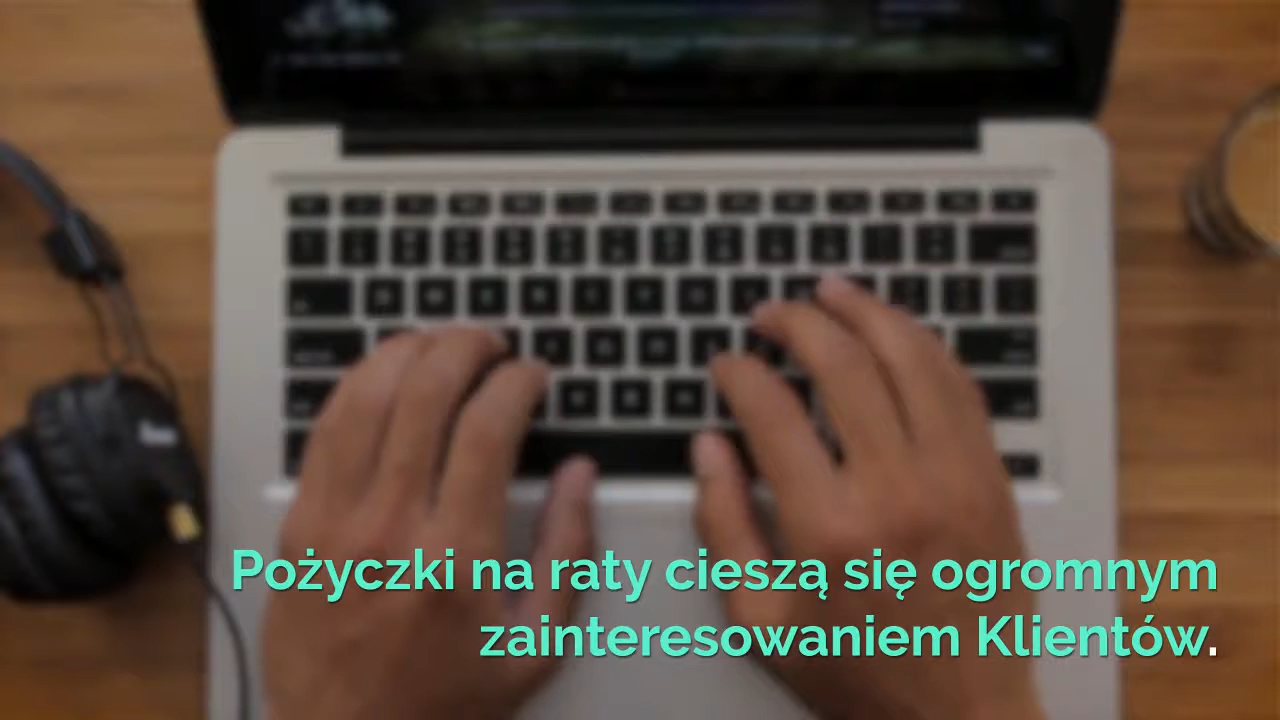 Pożyczki na raty cieszą się ogromnym
zainteresowaniem Klientów.